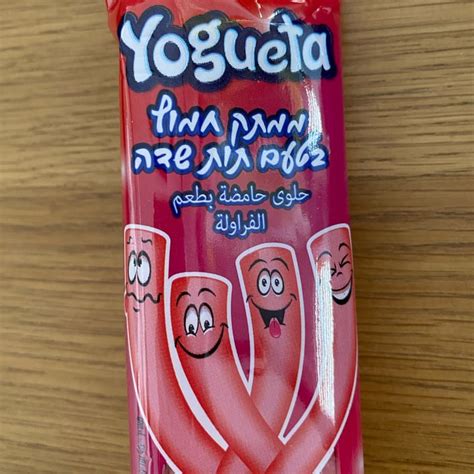 Yogueta
ממתק חמוץ
בטעם תות שדה
حلوى حامضة بطعم
الفراولة